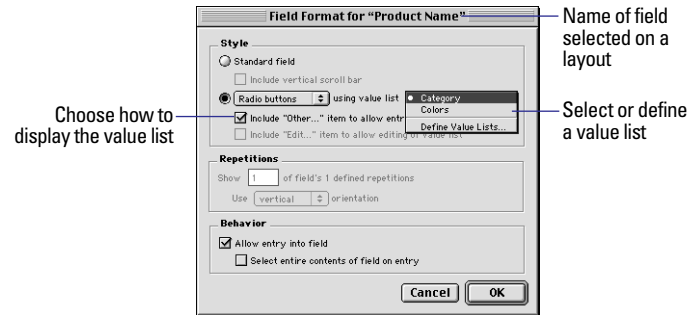 Field Format for “Product Name”
Name of field
selected on a
layout
Style
Standard field
Include vertical scroll bar
Radio buttons using value list
Category
Colors
Define Value Lists...
Include "Other..." item to allow entr
Include "Edit..." item to allow editing of value list
Choose how to
display the value list
Select or define
a value list
Repetitions
Show 1 of field's 1 defined repetitions
Use vertical orientation
Behavior
Allow entry into field
Select entire contents of field on entry
Cancel OK